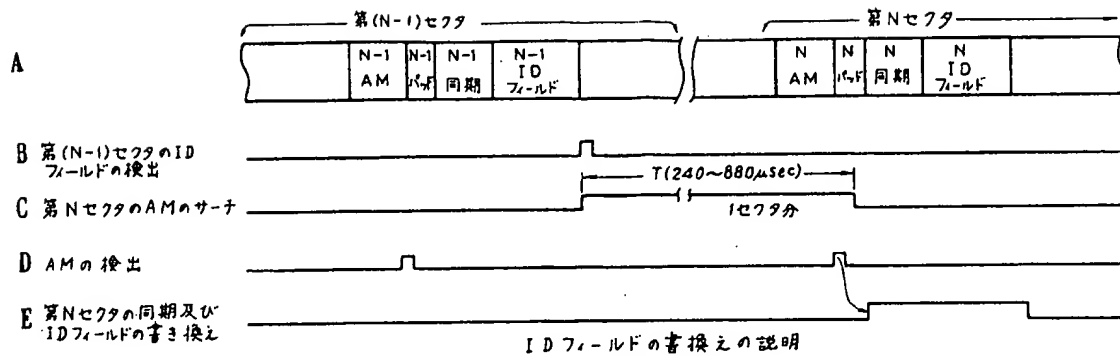 第(N-1)セクタ
第Nセクタ
A
N-1 AM
N-1 パッド
N-1 同期
N-1 IDフィールド
N AM
N パッド
N 同期
N IDフィールド
B 第(N-1)セクタのID
フィールドの検出
T(240~880μsec)
C 第NセクタのAMのサーチ
1セクタ分
D AMの検出
E 第Nセクタの同期及び
IDフィールドの書き換え
IDフィールドの書換えの説明